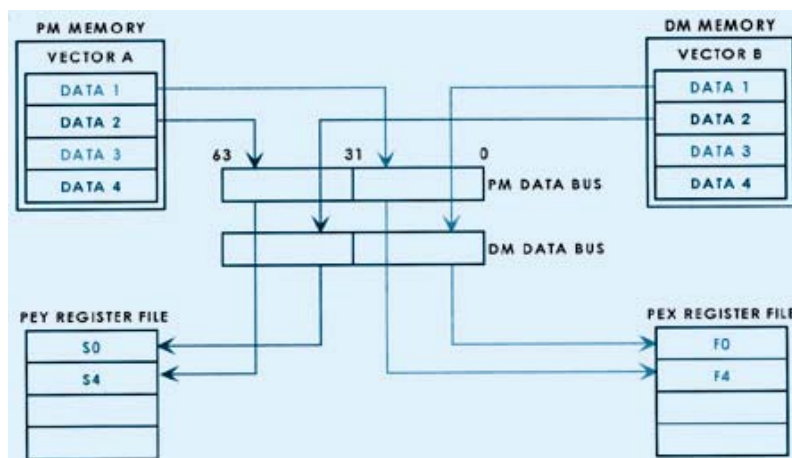 PM MEMORY
VECTOR A
DATA 1
DATA 2
DATA 3
DATA 4
DM MEMORY
VECTOR B
DATA 1
DATA 2
DATA 3
DATA 4
63 31 0
PM DATA BUS
DM DATA BUS
PEY REGISTER FILE
S0
S4
PEX REGISTER FILE
F0
F4